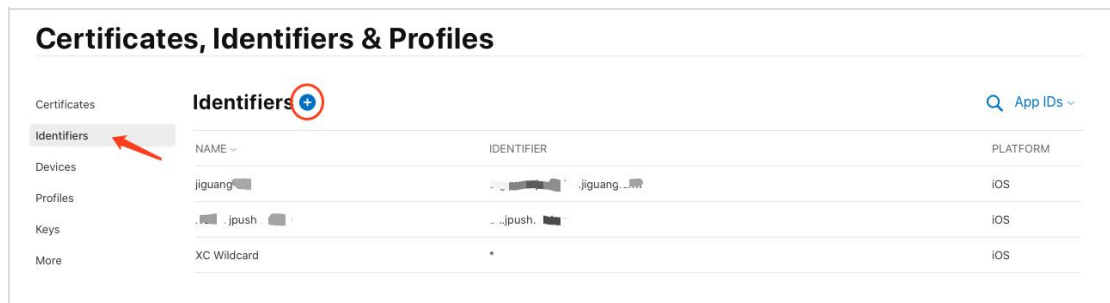 Certificates, Identifiers & Profiles
Certificates
Identifiers
Devices
Profiles
Keys
More
Identifiers
App IDs
NAME IDENTIFIER PLATFORM
jiguang .jiguang. iOS
jpush .jpush. iOS
XC Wildcard * iOS